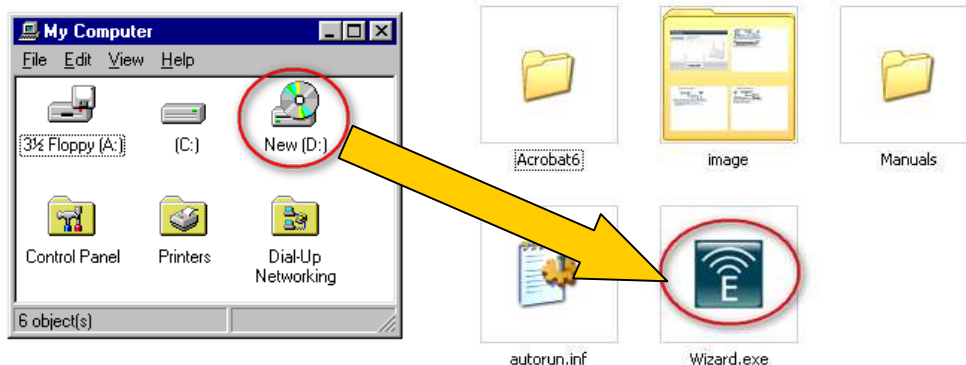 My Computer
File Edit View Help
3½ Floppy (A:)
(C:)
New (D:)
Control Panel
Printers
Dial-Up
Networking
6 object(s)
Acrobat6
image
Manuals
autorun.inf
E
Wizard.exe